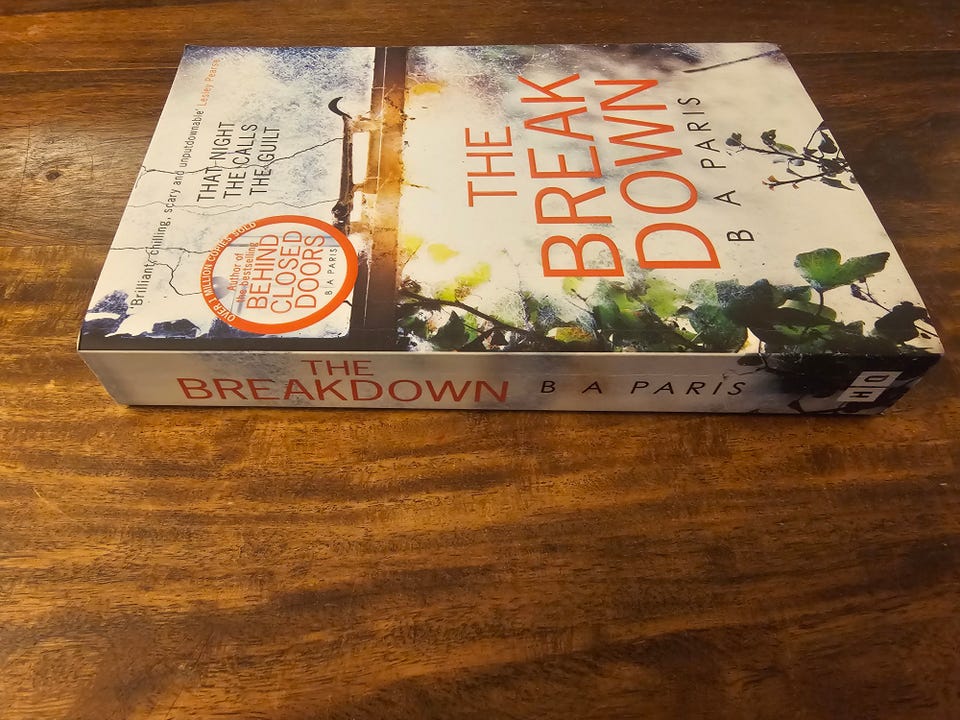 'Brilliant, chilling, scary and unputdownable' Lesley Pearse
THAT NIGHT
THE CALLS
THE GUILT
OVER 1 MILLION COPIES SOLD
Author of
the bestselling
BEHIND
CLOSED
DOORS
B A PARIS
THE
BREAK
DOWN
B A PARIS
THE
BREAKDOWN B A PARIS
D|H